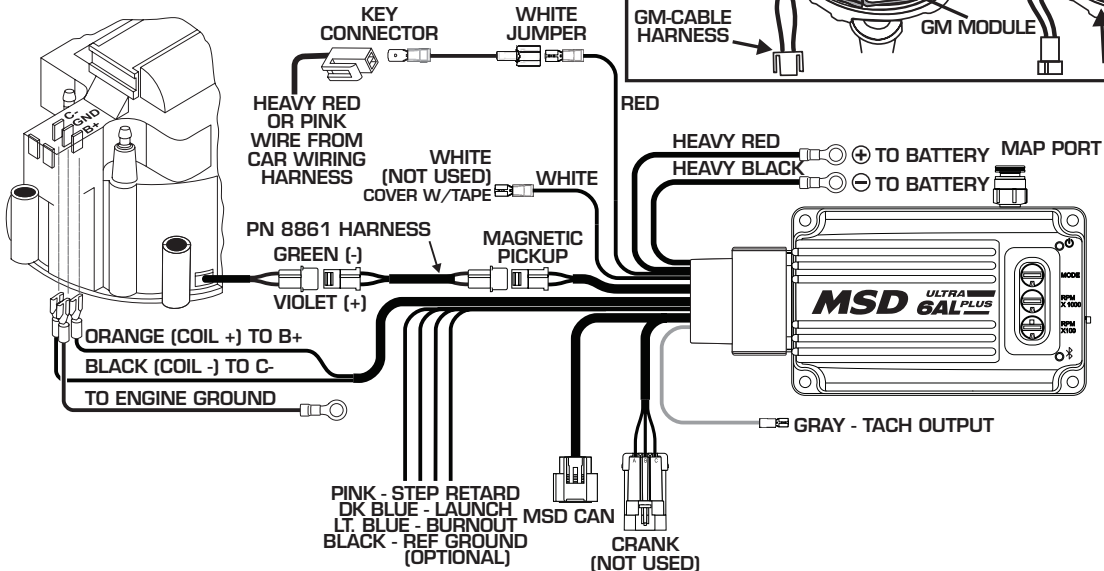 KEY
CONNECTOR
WHITE
JUMPER
GM-CABLE
HARNESS
GM MODULE
HEAVY RED
OR PINK
WIRE FROM
CAR WIRING
HARNESS
RED
WHITE
(NOT USED)
COVER W/TAPE
WHITE
HEAVY RED
HEAVY BLACK
+ TO BATTERY
- TO BATTERY
MAP PORT
C-
GND
B+
PN 8861 HARNESS
GREEN (-)
VIOLET (+)
MAGNETIC
PICKUP
MSD ULTRA 6AL PLUS
MODE
RPM
X 1000
RPM
X100
ORANGE (COIL +) TO B+
BLACK (COIL -) TO C-
TO ENGINE GROUND
GRAY - TACH OUTPUT
PINK - STEP RETARD
DK BLUE - LAUNCH
LT. BLUE - BURNOUT
BLACK - REF GROUND
(OPTIONAL)
MSD CAN
CRANK
(NOT USED)